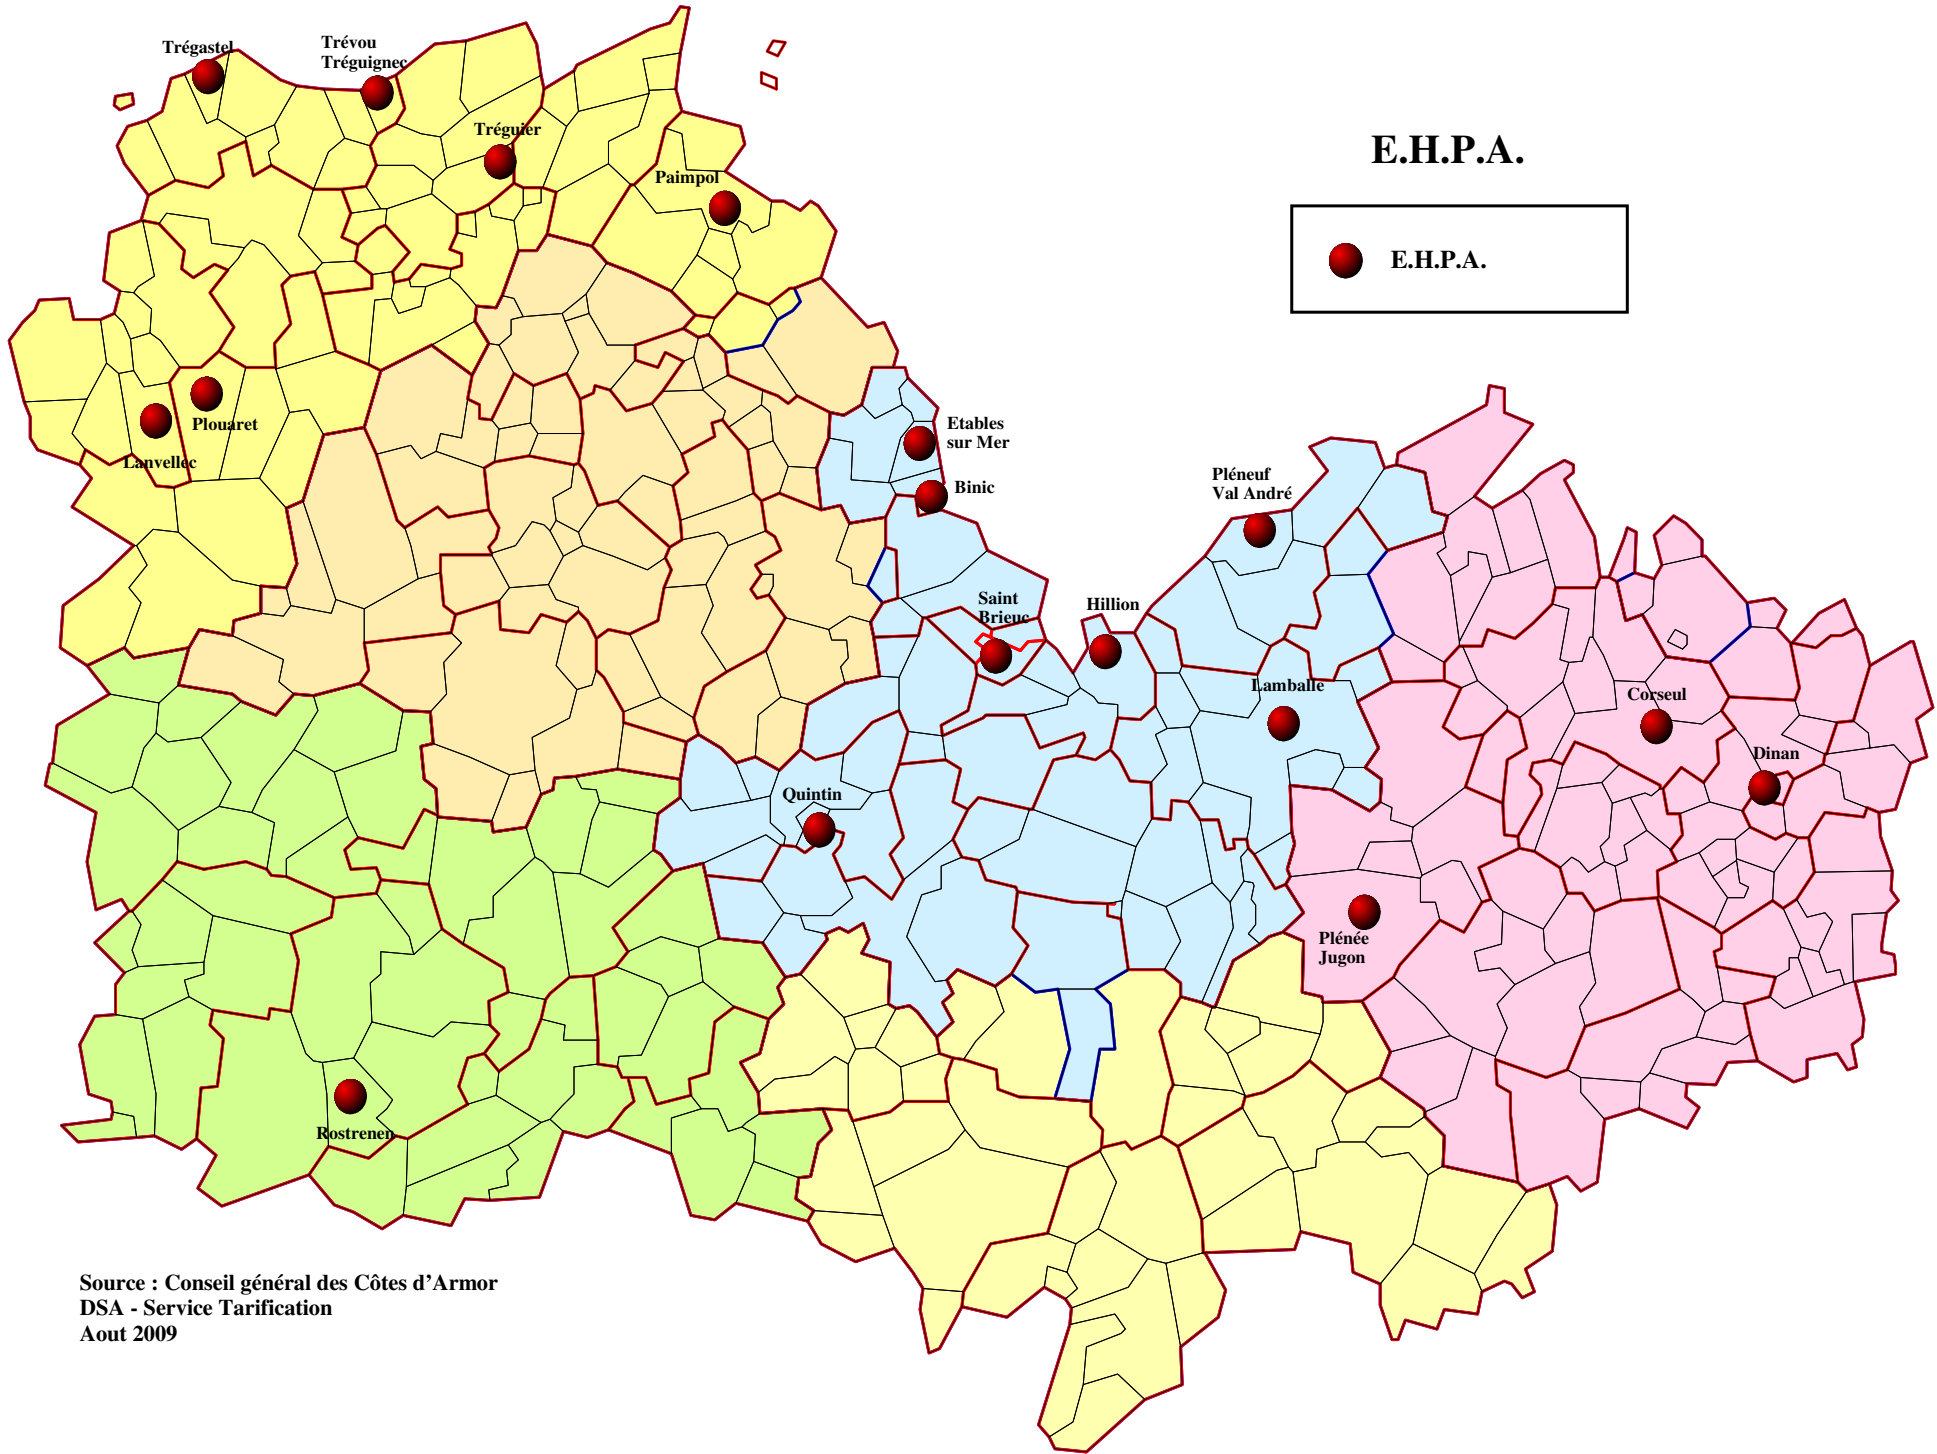 Trégastel
Trévou
Tréguignec
Tréguier
Paimpol
E.H.P.A.
E.H.P.A.
Plouaret
Lanvellec
Etables
sur Mer
Binic
Pléneuf
Val André
Saint
Brieuc
Hillion
Lamballe
Corseul
Dinan
Quintin
Plénée
Jugon
Rostrenen
Source : Conseil général des Côtes d'Armor
DSA - Service Tarification
Aout 2009